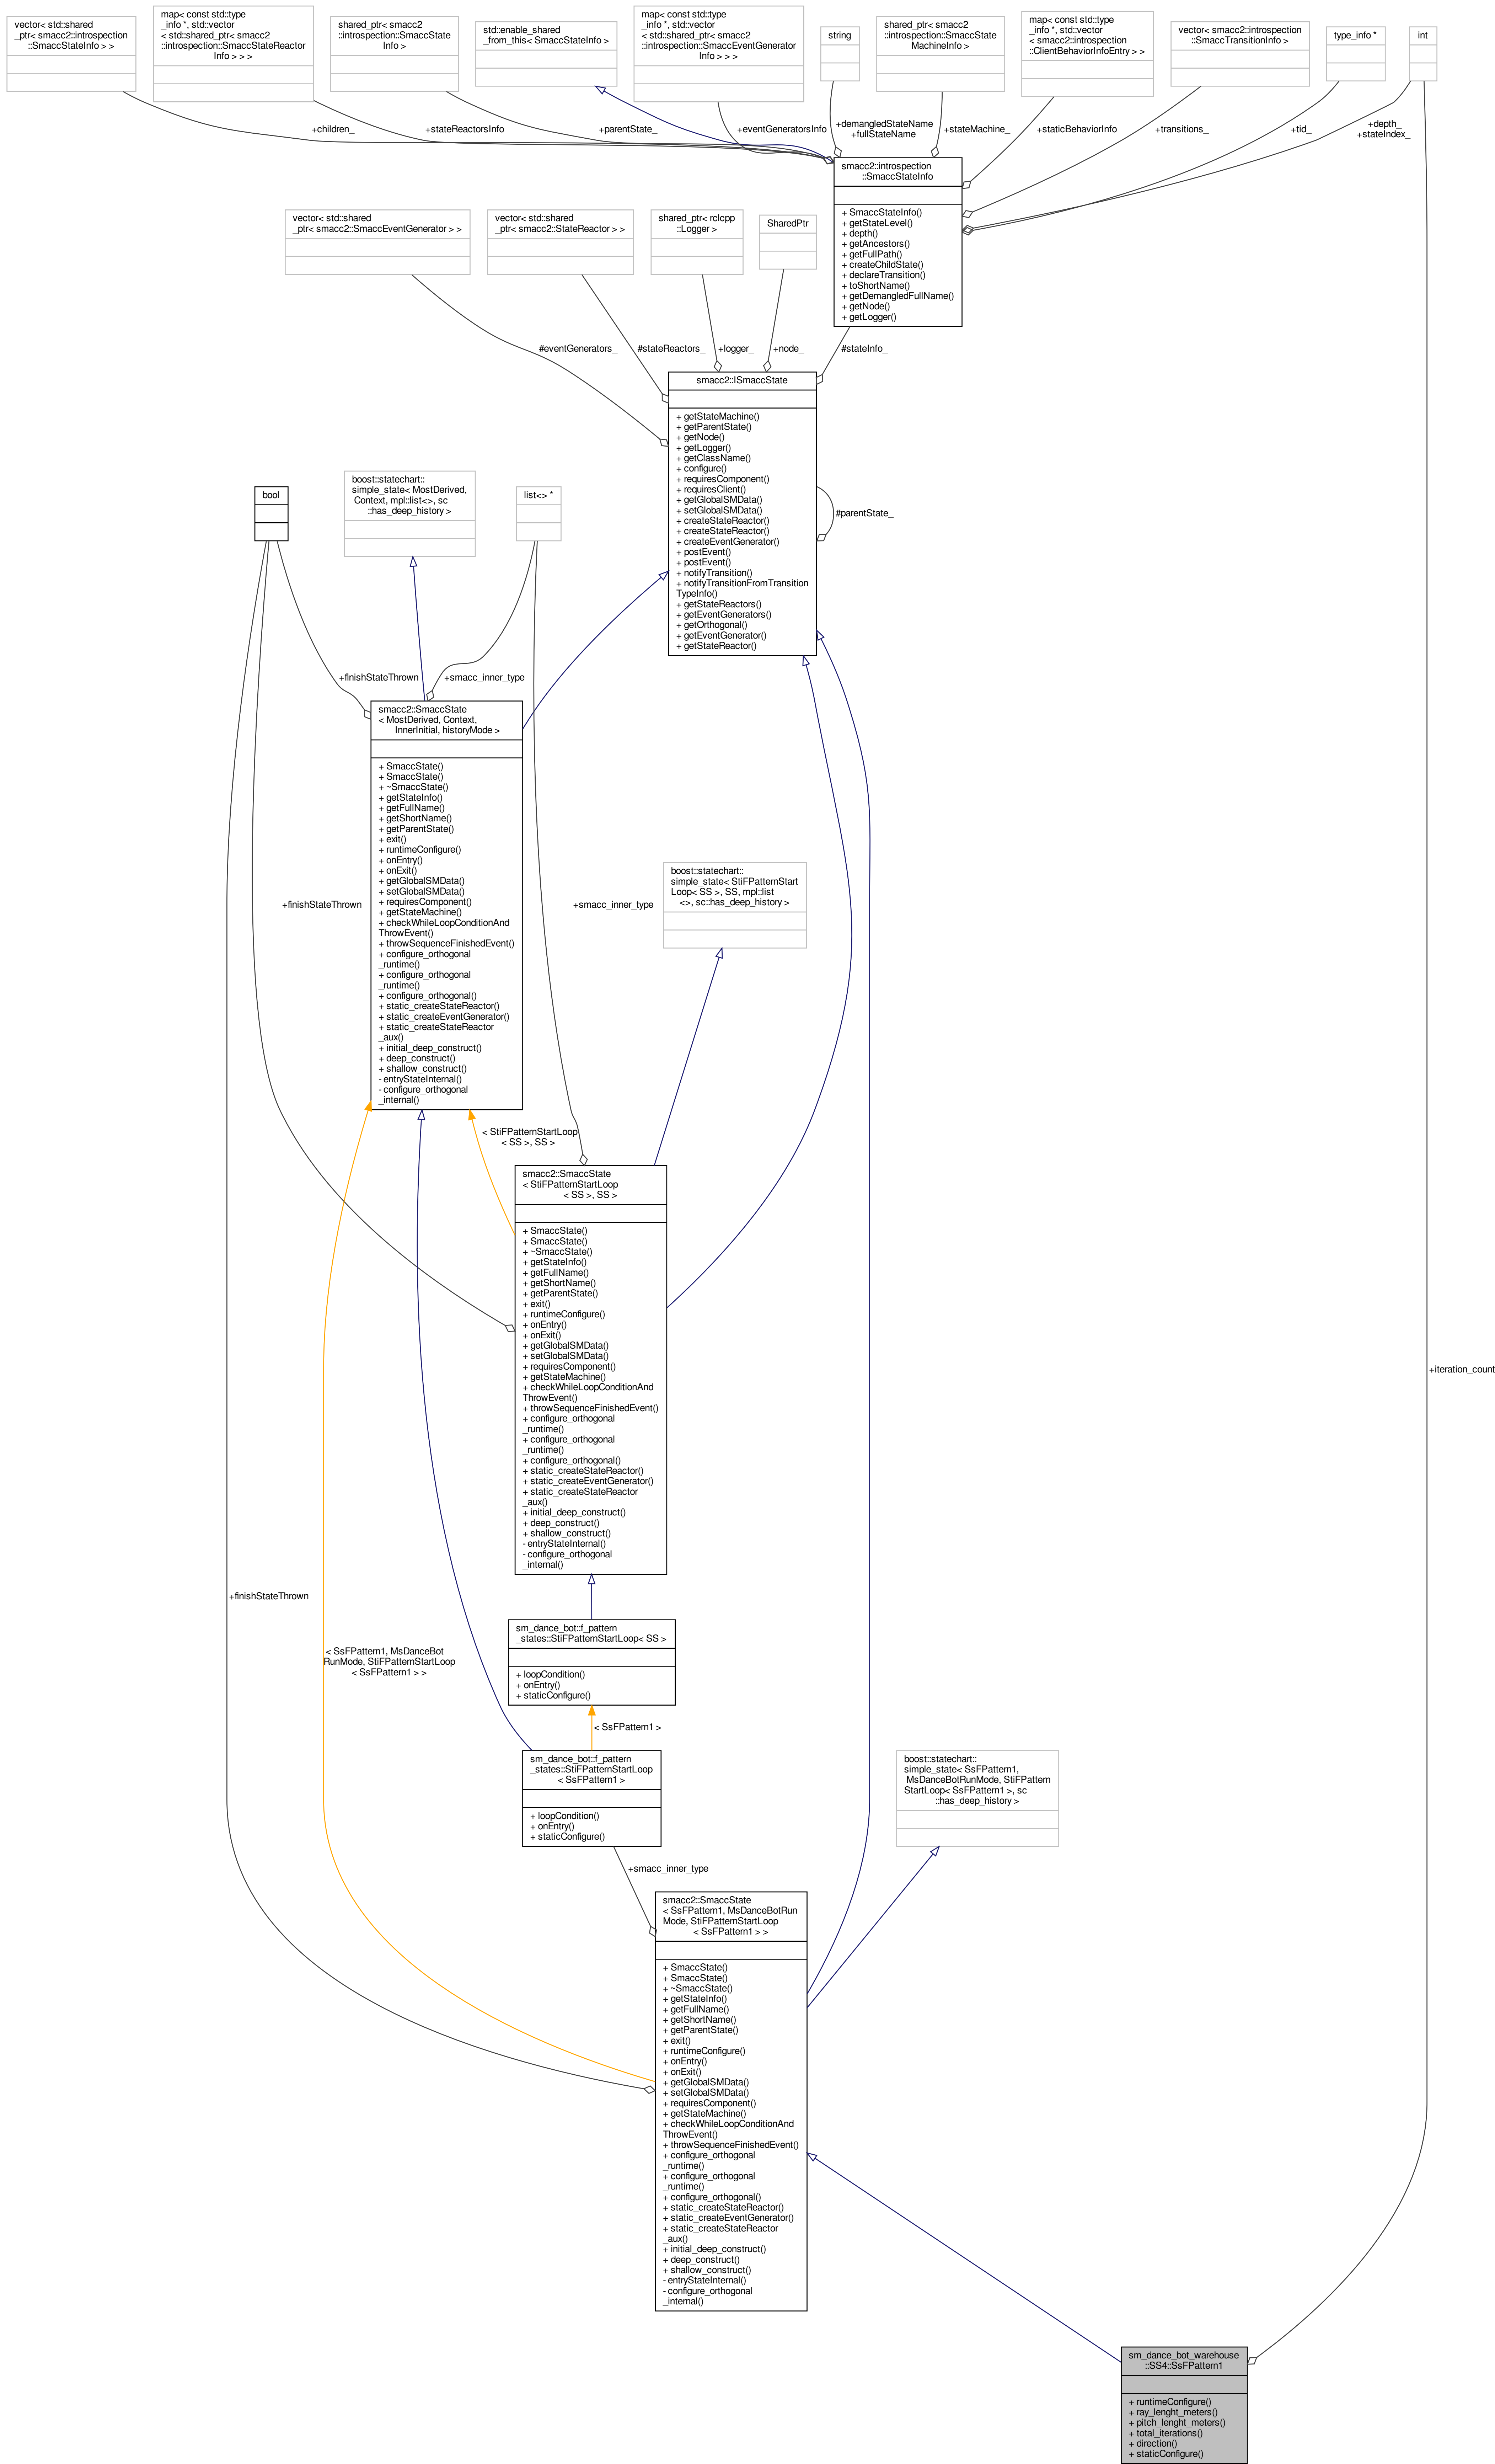 vector< std::shared
_ptr< smacc2::introspection
::SmaccStateInfo > >
map< const std::type
_info *, std::vector
< std::shared_ptr< smacc2
::introspection::SmaccStateReactor
Info > > >
shared_ptr< smacc2
::introspection::SmaccState
Info >
std::enable_shared
_from_this< SmaccStateInfo >
map< const std::type
_info *, std::vector
< std::shared_ptr< smacc2
::introspection::SmaccEventGenerator
Info > > >
string
shared_ptr< smacc2
::introspection::SmaccState
MachineInfo >
map< const std::type
_info *, std::vector
< smacc2::introspection
::ClientBehaviorInfoEntry > >
vector< smacc2::introspection
::SmaccTransitionInfo >
type_info *
int
+children_
+stateReactorsInfo
+parentState_
+eventGeneratorsInfo
+demangledStateName
+fullStateName
+stateMachine_
+staticBehaviorInfo
+transitions_
+tid_
+depth_
+stateIndex_
smacc2::introspection
::SmaccStateInfo
+ SmaccStateInfo()
+ getStateLevel()
+ depth()
+ getAncestors()
+ getFullPath()
+ createChildState()
+ declareTransition()
+ toShortName()
+ getDemangledFullName()
+ getNode()
+ getLogger()
vector< std::shared
_ptr< smacc2::SmaccEventGenerator > >
vector< std::shared
_ptr< smacc2::StateReactor > >
shared_ptr< rclcpp
::Logger >
SharedPtr
#eventGenerators_
#stateReactors_
+logger_
+node_
#stateInfo_
smacc2::ISmaccState
+ getStateMachine()
+ getParentState()
+ getNode()
+ getLogger()
+ getClassName()
+ configure()
+ requiresComponent()
+ requiresClient()
+ getGlobalSMData()
+ setGlobalSMData()
+ createStateReactor()
+ createStateReactor()
+ createEventGenerator()
+ postEvent()
+ postEvent()
+ notifyTransition()
+ notifyTransitionFromTransition
TypeInfo()
+ getStateReactors()
+ getEventGenerators()
+ getOrthogonal()
+ getEventGenerator()
+ getStateReactor()
#parentState_
bool
boost::statechart::
simple_state< MostDerived,
Context, mpl::list<>, sc
::has_deep_history >
list<> *
+finishStateThrown
+smacc_inner_type
smacc2::SmaccState
< MostDerived, Context,
InnerInitial, historyMode >
+ SmaccState()
+ SmaccState()
+ ~SmaccState()
+ getStateInfo()
+ getFullName()
+ getShortName()
+ getParentState()
+ exit()
+ runtimeConfigure()
+ onEntry()
+ onExit()
+ getGlobalSMData()
+ setGlobalSMData()
+ requiresComponent()
+ getStateMachine()
+ checkWhileLoopConditionAnd
ThrowEvent()
+ throwSequenceFinishedEvent()
+ configure_orthogonal
_runtime()
+ configure_orthogonal
_runtime()
+ configure_orthogonal()
+ static_createStateReactor()
+ static_createEventGenerator()
+ static_createStateReactor
_aux()
+ initial_deep_construct()
+ deep_construct()
+ shallow_construct()
- entryStateInternal()
- configure_orthogonal
_internal()
+finishStateThrown
+smacc_inner_type
boost::statechart::
simple_state< StiFPatternStart
Loop< SS >, SS, mpl::list
<>, sc::has_deep_history >
< StiFPatternStartLoop
< SS >, SS >
smacc2::SmaccState
< StiFPatternStartLoop
< SS >, SS >
+ SmaccState()
+ SmaccState()
+ ~SmaccState()
+ getStateInfo()
+ getFullName()
+ getShortName()
+ getParentState()
+ exit()
+ runtimeConfigure()
+ onEntry()
+ onExit()
+ getGlobalSMData()
+ setGlobalSMData()
+ requiresComponent()
+ getStateMachine()
+ checkWhileLoopConditionAnd
ThrowEvent()
+ throwSequenceFinishedEvent()
+ configure_orthogonal
_runtime()
+ configure_orthogonal
_runtime()
+ configure_orthogonal()
+ static_createStateReactor()
+ static_createEventGenerator()
+ static_createStateReactor
_aux()
+ initial_deep_construct()
+ deep_construct()
+ shallow_construct()
- entryStateInternal()
- configure_orthogonal
_internal()
+iteration_count
+finishStateThrown
sm_dance_bot::f_pattern
_states::StiFPatternStartLoop< SS >
+ loopCondition()
+ onEntry()
+ staticConfigure()
< SsFPattern1, MsDanceBot
RunMode, StiFPatternStartLoop
< SsFPattern1 > >
< SsFPattern1 >
sm_dance_bot::f_pattern
_states::StiFPatternStartLoop
< SsFPattern1 >
+ loopCondition()
+ onEntry()
+ staticConfigure()
boost::statechart::
simple_state< SsFPattern1,
MsDanceBotRunMode, StiFPattern
StartLoop< SsFPattern1 >, sc
::has_deep_history >
+smacc_inner_type
smacc2::SmaccState
< SsFPattern1, MsDanceBotRun
Mode, StiFPatternStartLoop
< SsFPattern1 > >
+ SmaccState()
+ SmaccState()
+ ~SmaccState()
+ getStateInfo()
+ getFullName()
+ getShortName()
+ getParentState()
+ exit()
+ runtimeConfigure()
+ onEntry()
+ onExit()
+ getGlobalSMData()
+ setGlobalSMData()
+ requiresComponent()
+ getStateMachine()
+ checkWhileLoopConditionAnd
ThrowEvent()
+ throwSequenceFinishedEvent()
+ configure_orthogonal
_runtime()
+ configure_orthogonal
_runtime()
+ configure_orthogonal()
+ static_createStateReactor()
+ static_createEventGenerator()
+ static_createStateReactor
_aux()
+ initial_deep_construct()
+ deep_construct()
+ shallow_construct()
- entryStateInternal()
- configure_orthogonal
_internal()
sm_dance_bot_warehouse
::SS4::SsFPattern1
+ runtimeConfigure()
+ ray_lenght_meters()
+ pitch_lenght_meters()
+ total_iterations()
+ direction()
+ staticConfigure()